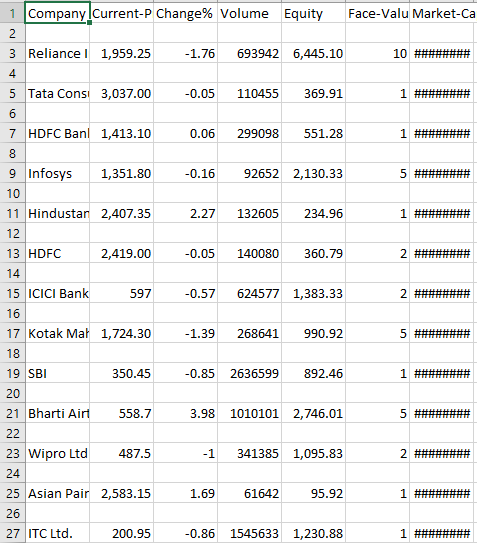 1 Company Current-P Change% Volume Equity Face-Valu Market-Ca
2
3 Reliance I 1,959.25 -1.76 693942 6,445.10 10 ########
4
5 Tata Cons 3,037.00 -0.05 110455 369.91 1 ########
6
7 HDFC Ban 1,413.10 0.06 299098 551.28 1 ########
8
9 Infosys 1,351.80 -0.16 92652 2,130.33 5 ########
10
11 Hindustan 2,407.35 2.27 132605 234.96 1 ########
12
13 HDFC 2,419.00 -0.05 140080 360.79 2 ########
14
15 ICICI Bank 597 -0.57 624577 1,383.33 2 ########
16
17 Kotak Mah 1,724.30 -1.39 268641 990.92 5 ########
18
19 SBI 350.45 -0.85 2636599 892.46 1 ########
20
21 Bharti Airt 558.7 3.98 1010101 2,746.01 5 ########
22
23 Wipro Ltd 487.5 -1 341385 1,095.83 2 ########
24
25 Asian Pain 2,583.15 1.69 61642 95.92 1 ########
26
27 ITC Ltd. 200.95 -0.86 1545633 1,230.88 1 ########